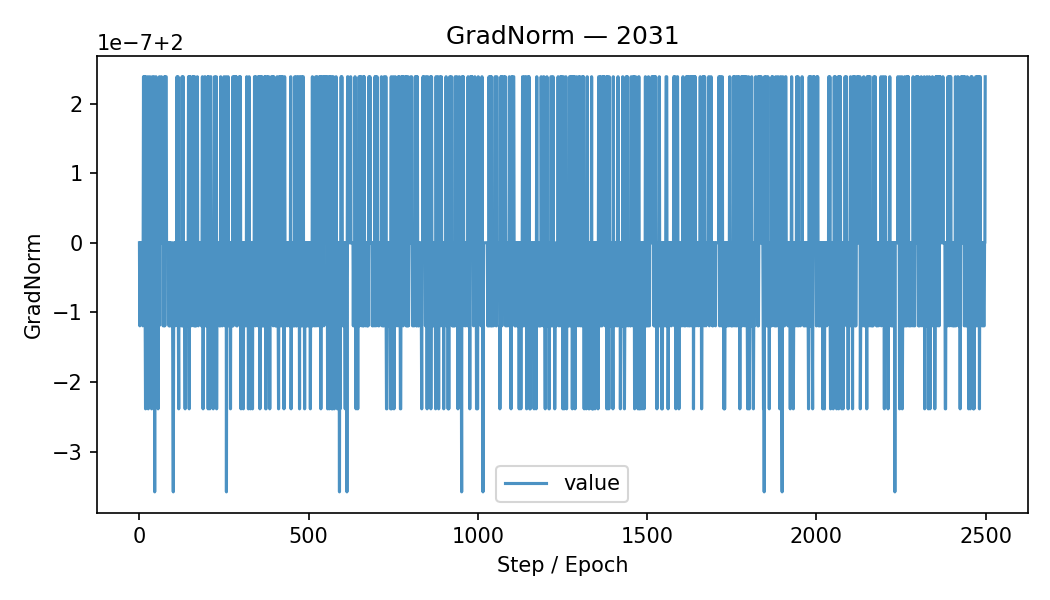 GradNorm — 2031
1e−7+2
2
1
0
−1
−2
−3
GradNorm
value
0 500 1000 1500 2000 2500
Step / Epoch